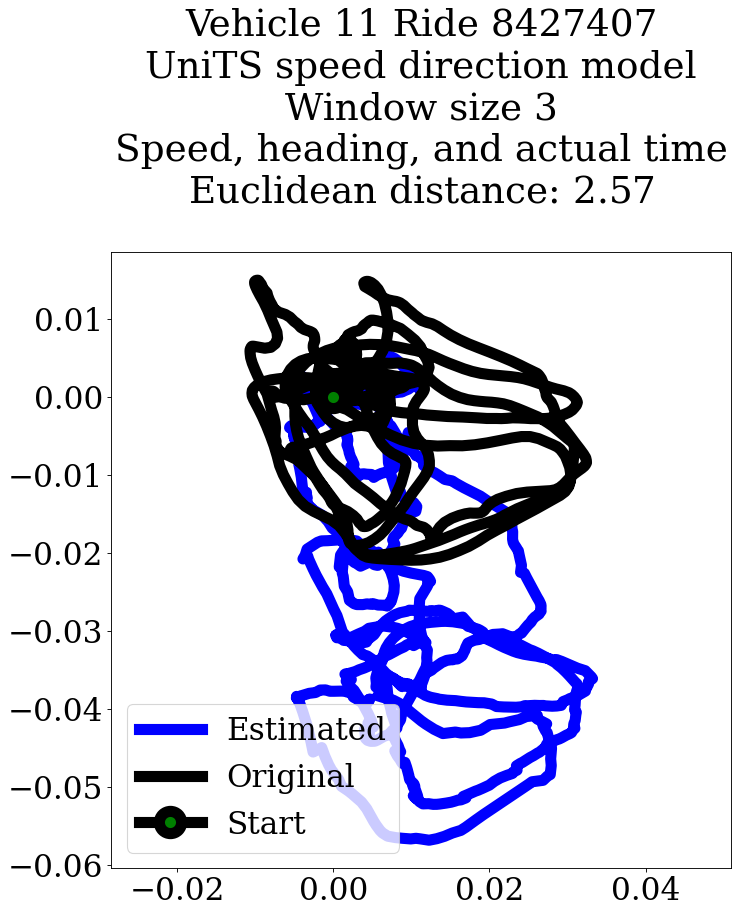 Vehicle 11 Ride 8427407
UniTS speed direction model
Window size 3
Speed, heading, and actual time
Euclidean distance: 2.57
0.01
0.00
−0.01
−0.02
−0.03
−0.04
−0.05
−0.06
Estimated
Original
Start
−0.02 0.00 0.02 0.04